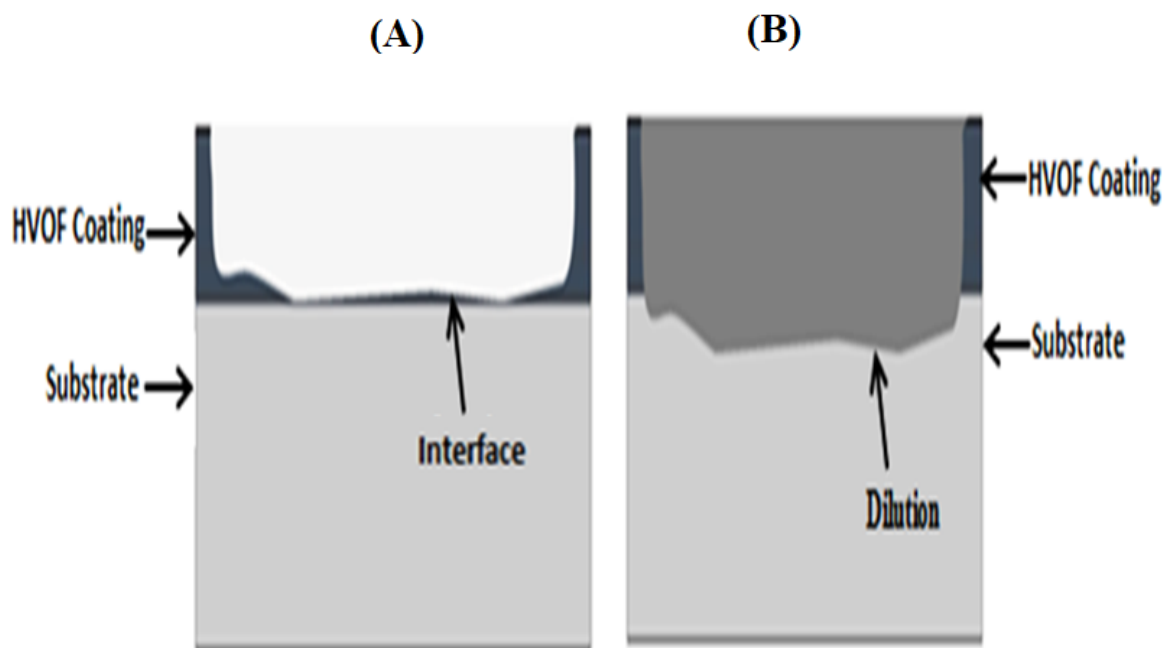 (A)
(B)
HVOF Coating
Substrate
Interface
HVOF Coating
Substrate
Dilution